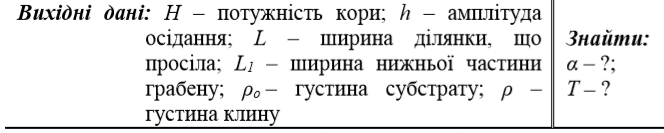 Вихідні дані: H – потужність кори; h – амплітуда
осідання; L – ширина ділянки, що
просіла; L₁ – ширина нижньої частини
грабену; ρₒ – густина субстрату; ρ –
густина клину
Знайти:
α – ?;
T – ?